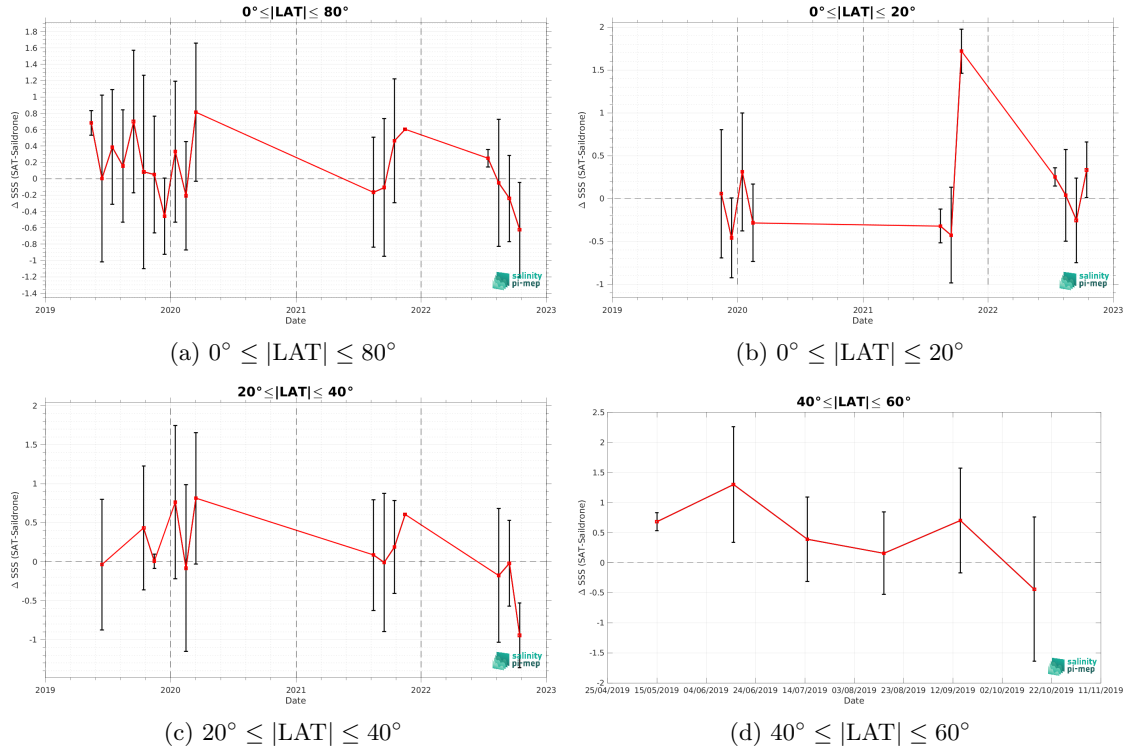 0°≤|LAT|≤ 80°
Δ SSS (SAT-Saildrone)
1.8
1.6
1.4
1.2
1
0.8
0.6
0.4
0.2
0
-0.2
-0.4
-0.6
-0.8
-1
-1.2
-1.4
2019 2020 2021 2022 2023
Date
salinity
pi-mep
(a) 0° ≤ |LAT| ≤ 80°
0°≤|LAT|≤ 20°
Δ SSS (SAT-Saildrone)
2
1.5
1
0.5
0
-0.5
-1
2019 2020 2021 2022 2023
Date
salinity
pi-mep
(b) 0° ≤ |LAT| ≤ 20°
20°≤|LAT|≤ 40°
Δ SSS (SAT-Saildrone)
2
1.5
1
0.5
0
-0.5
-1
2019 2020 2021 2022 2023
Date
salinity
pi-mep
(c) 20° ≤ |LAT| ≤ 40°
40°≤|LAT|≤ 60°
Δ SSS (SAT-Saildrone)
2.5
2
1.5
1
0.5
0
-0.5
-1
-1.5
-2
25/04/2019 15/05/2019 04/06/2019 24/06/2019 14/07/2019 03/08/2019 23/08/2019 12/09/2019 02/10/2019 22/10/2019 11/11/2019
Date
salinity
pi-mep
(d) 40° ≤ |LAT| ≤ 60°